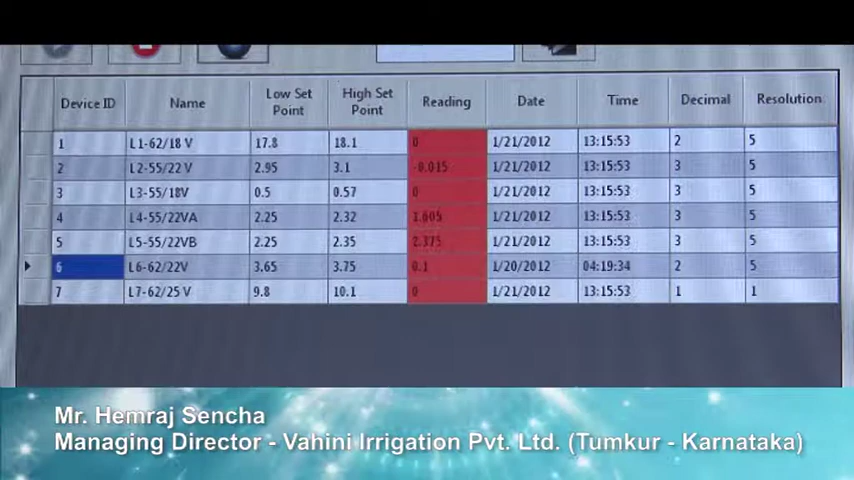 Device ID Name Low Set Point High Set Point Reading Date Time Decimal Resolution
1 L1-62/18 V 17.8 18.1 0 1/21/2012 13:15:53 2 5
2 L2-55/22 V 2.95 3.1 -0.015 1/21/2012 13:15:53 3 5
3 L3-55/18V 0.5 0.57 0 1/21/2012 13:15:53 3 5
4 L4-55/22VA 2.25 2.32 1.605 1/21/2012 13:15:53 3 5
5 L5-55/22VB 2.25 2.35 2.375 1/21/2012 13:15:53 3 5
6 L6-62/22V 3.65 3.75 0.1 1/20/2012 04:19:34 2 5
7 L7-62/25 V 9.8 10.1 0 1/21/2012 13:15:53 1 1
Mr. Hemraj Sencha
Managing Director - Vahini Irrigation Pvt. Ltd. (Tumkur - Karnataka)